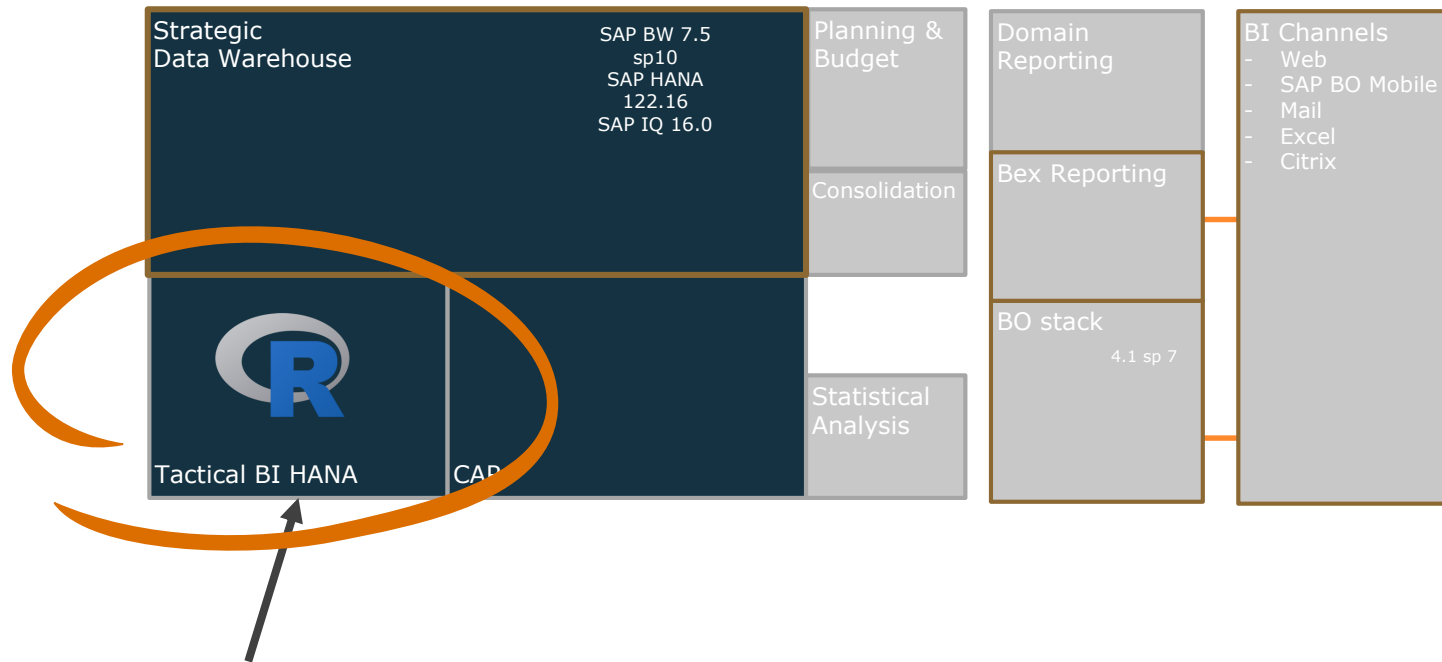 Strategic
Data Warehouse
SAP BW 7.5
sp10
SAP HANA
122.16
SAP IQ 16.0
Planning &
Budget
Consolidation
Domain
Reporting
Bex Reporting
BO stack
4.1 sp 7
BI Channels
- Web
- SAP BO Mobile
- Mail
- Excel
- Citrix
R
Tactical BI HANA
CAR
Statistical
Analysis